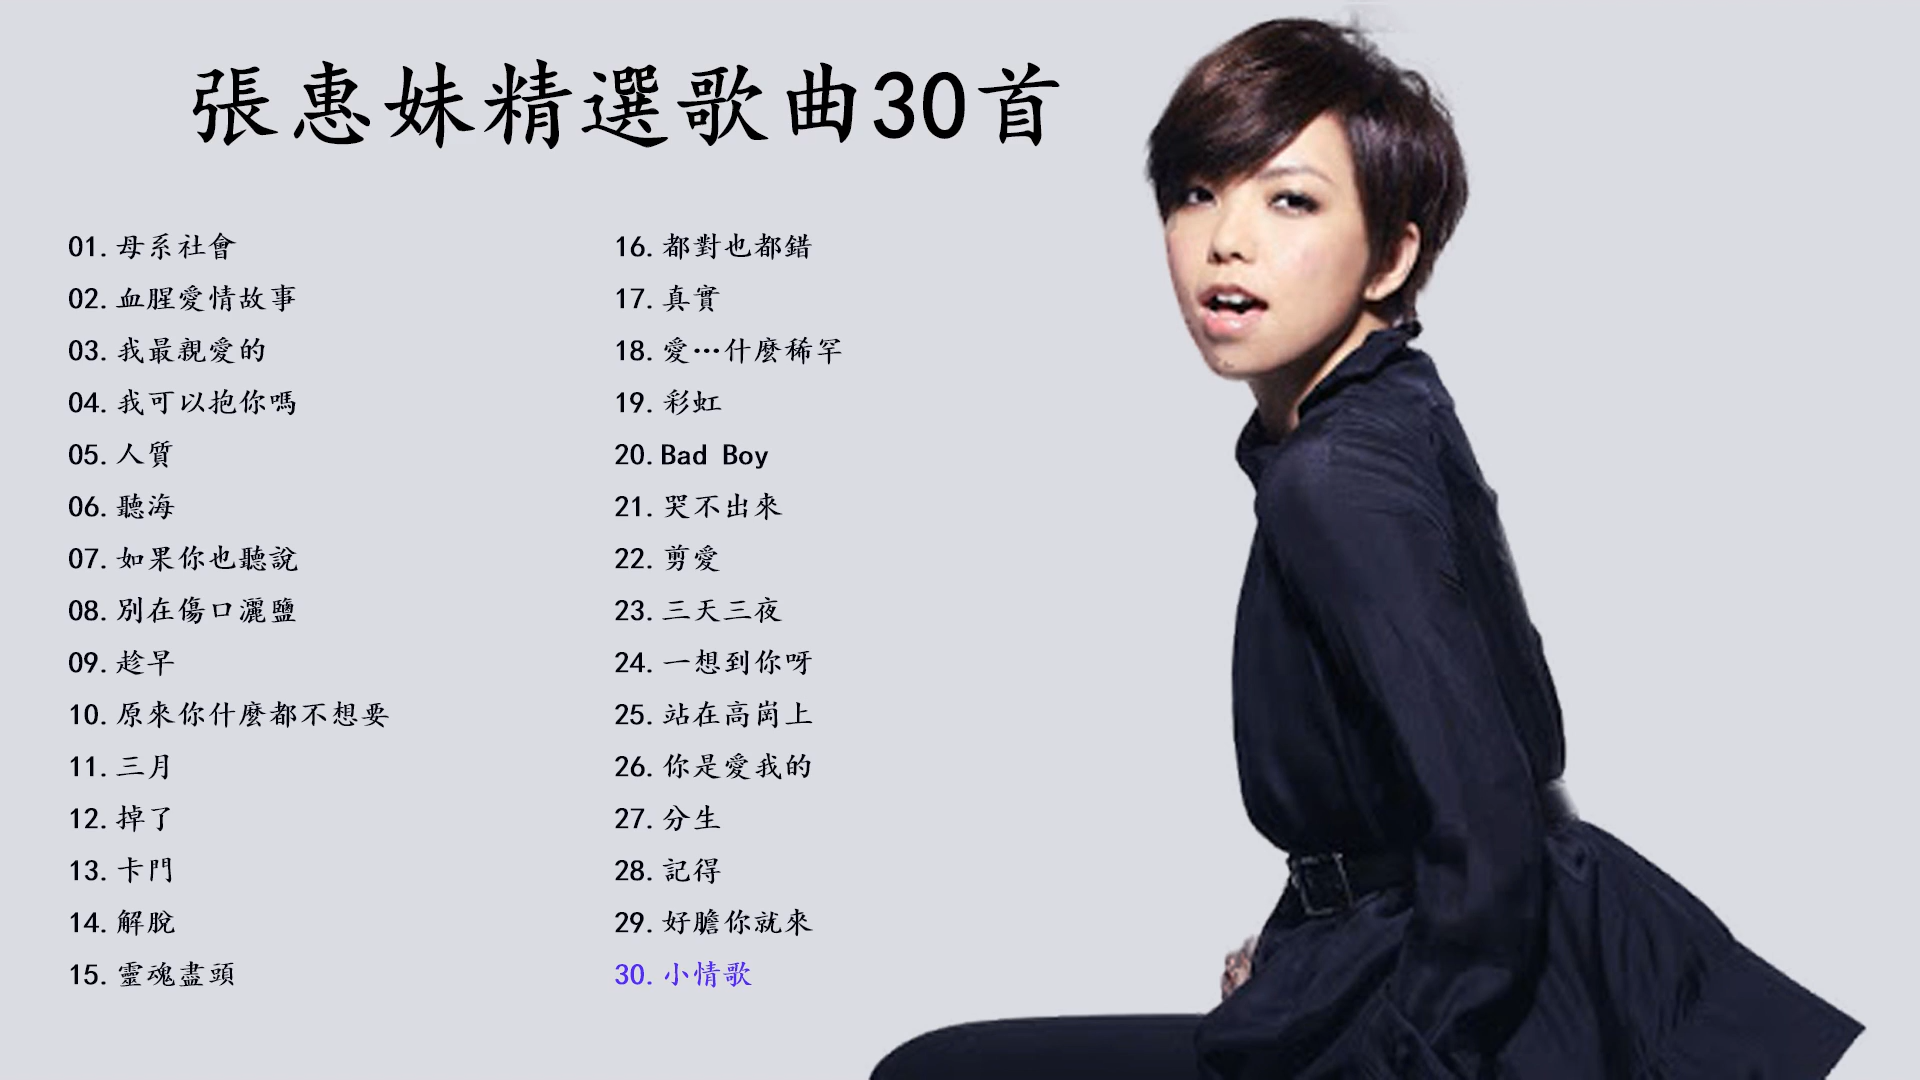 張惠妹精選歌曲30首
01.母系社會
02.血腥愛情故事
03.我最親愛的
04.我可以抱你嗎
05.人質
06.聽海
07.如果你也聽說
08.別在傷口灑鹽
09.趁早
10.原來你什麼都不想要
11.三月
12.掉了
13.卡門
14.解脫
15.靈魂盡頭
16.都對也都錯
17.真實
18.愛…什麼稀罕
19.彩虹
20.Bad Boy
21.哭不出來
22.剪愛
23.三天三夜
24.一想到你呀
25.站在高崗上
26.你是愛我的
27.分生
28.記得
29.好膽你就來
30.小情歌